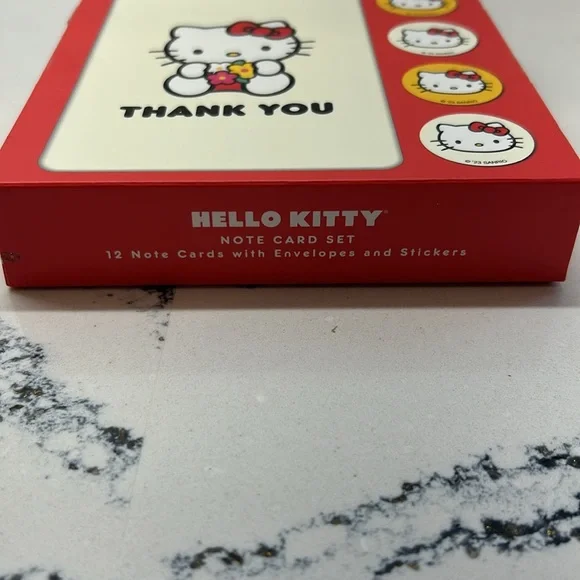 THANK YOU
HELLO KITTY
NOTE CARD SET
12 Note Cards with Envelopes and Stickers